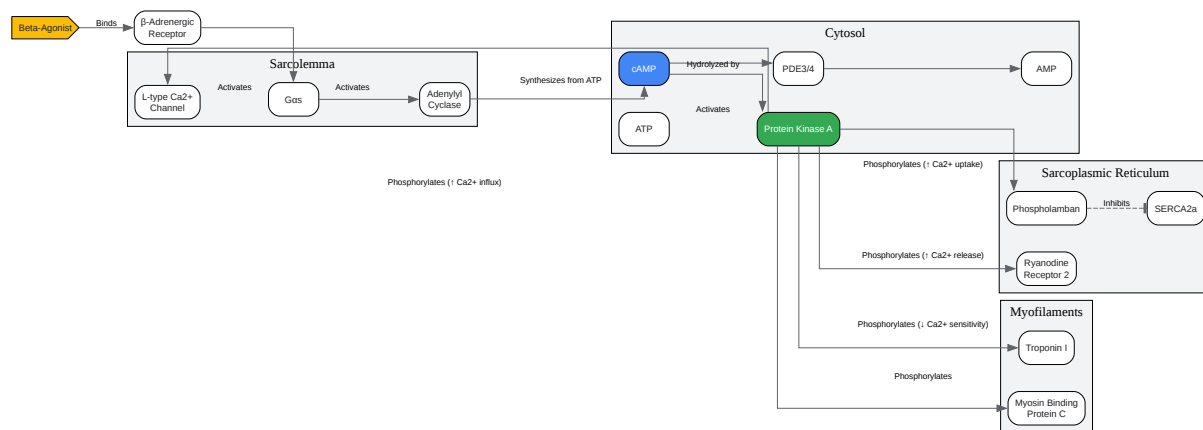 Beta-Agonist
Binds
β-Adrenergic
Receptor
Sarcolemma
L-type Ca2+
Channel
Activates
Gαs
Activates
Adenylyl
Cyclase
Synthesizes from ATP
Cytosol
cAMP
Hydrolyzed by
PDE3/4
AMP
Activates
ATP
Protein Kinase A
Phosphorylates (↑ Ca2+ influx)
Phosphorylates (↑ Ca2+ uptake)
Sarcoplasmic Reticulum
Phospholamban
Inhibits
SERCA2a
Phosphorylates (↑ Ca2+ release)
Ryanodine
Receptor 2
Myofilaments
Phosphorylates (↓ Ca2+ sensitivity)
Troponin I
Phosphorylates
Myosin Binding
Protein C